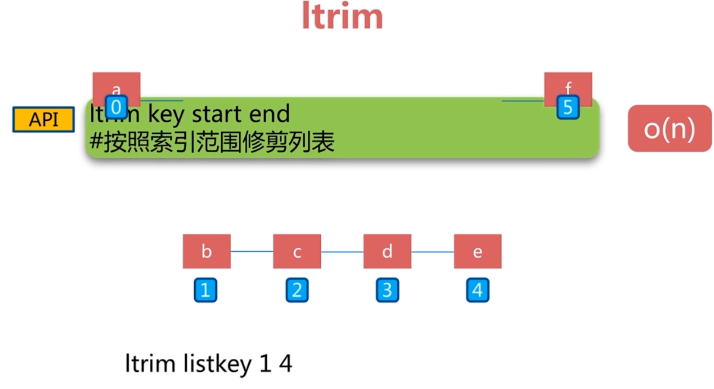 ltrim
a f
0 5
API
ltrim key start end
#按照索引范围修剪列表
o(n)
b c d e
1 2 3 4
ltrim listkey 1 4